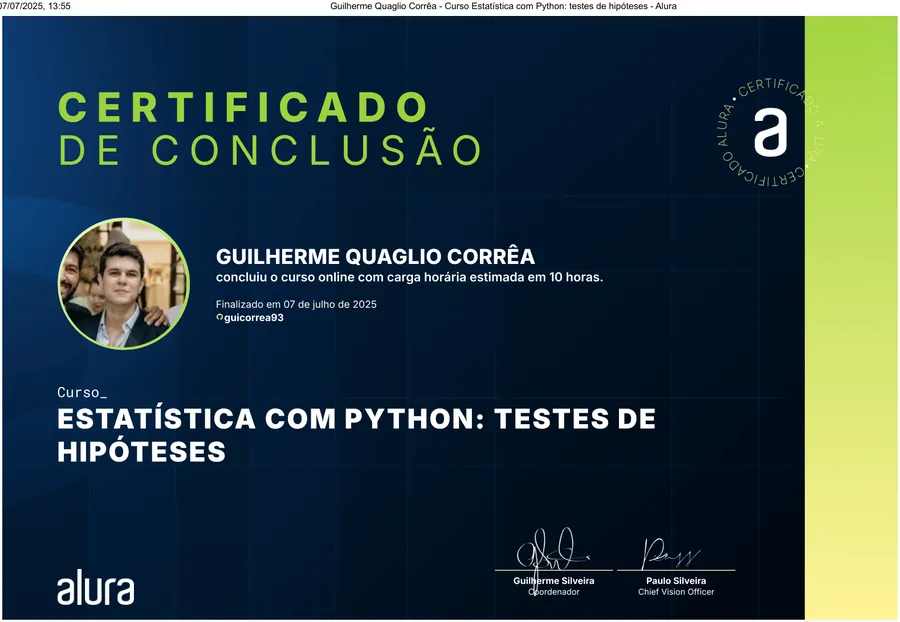 07/07/2025, 13:55
Guilherme Quaglio Corrêa - Curso Estatística com Python: testes de hipóteses - Alura
CERTIFICADO
DE CONCLUSÃO
CERTIFICADO ALURA • CERTIFICADO ALURA •
a
GUILHERME QUAGLIO CORRÊA
concluiu o curso online com carga horária estimada em 10 horas.
Finalizado em 07 de julho de 2025
guicorrea93
Curso_
ESTATÍSTICA COM PYTHON: TESTES DE
HIPÓTESES
Guilherme Silveira
Coordenador
Paulo Silveira
Chief Vision Officer
alura